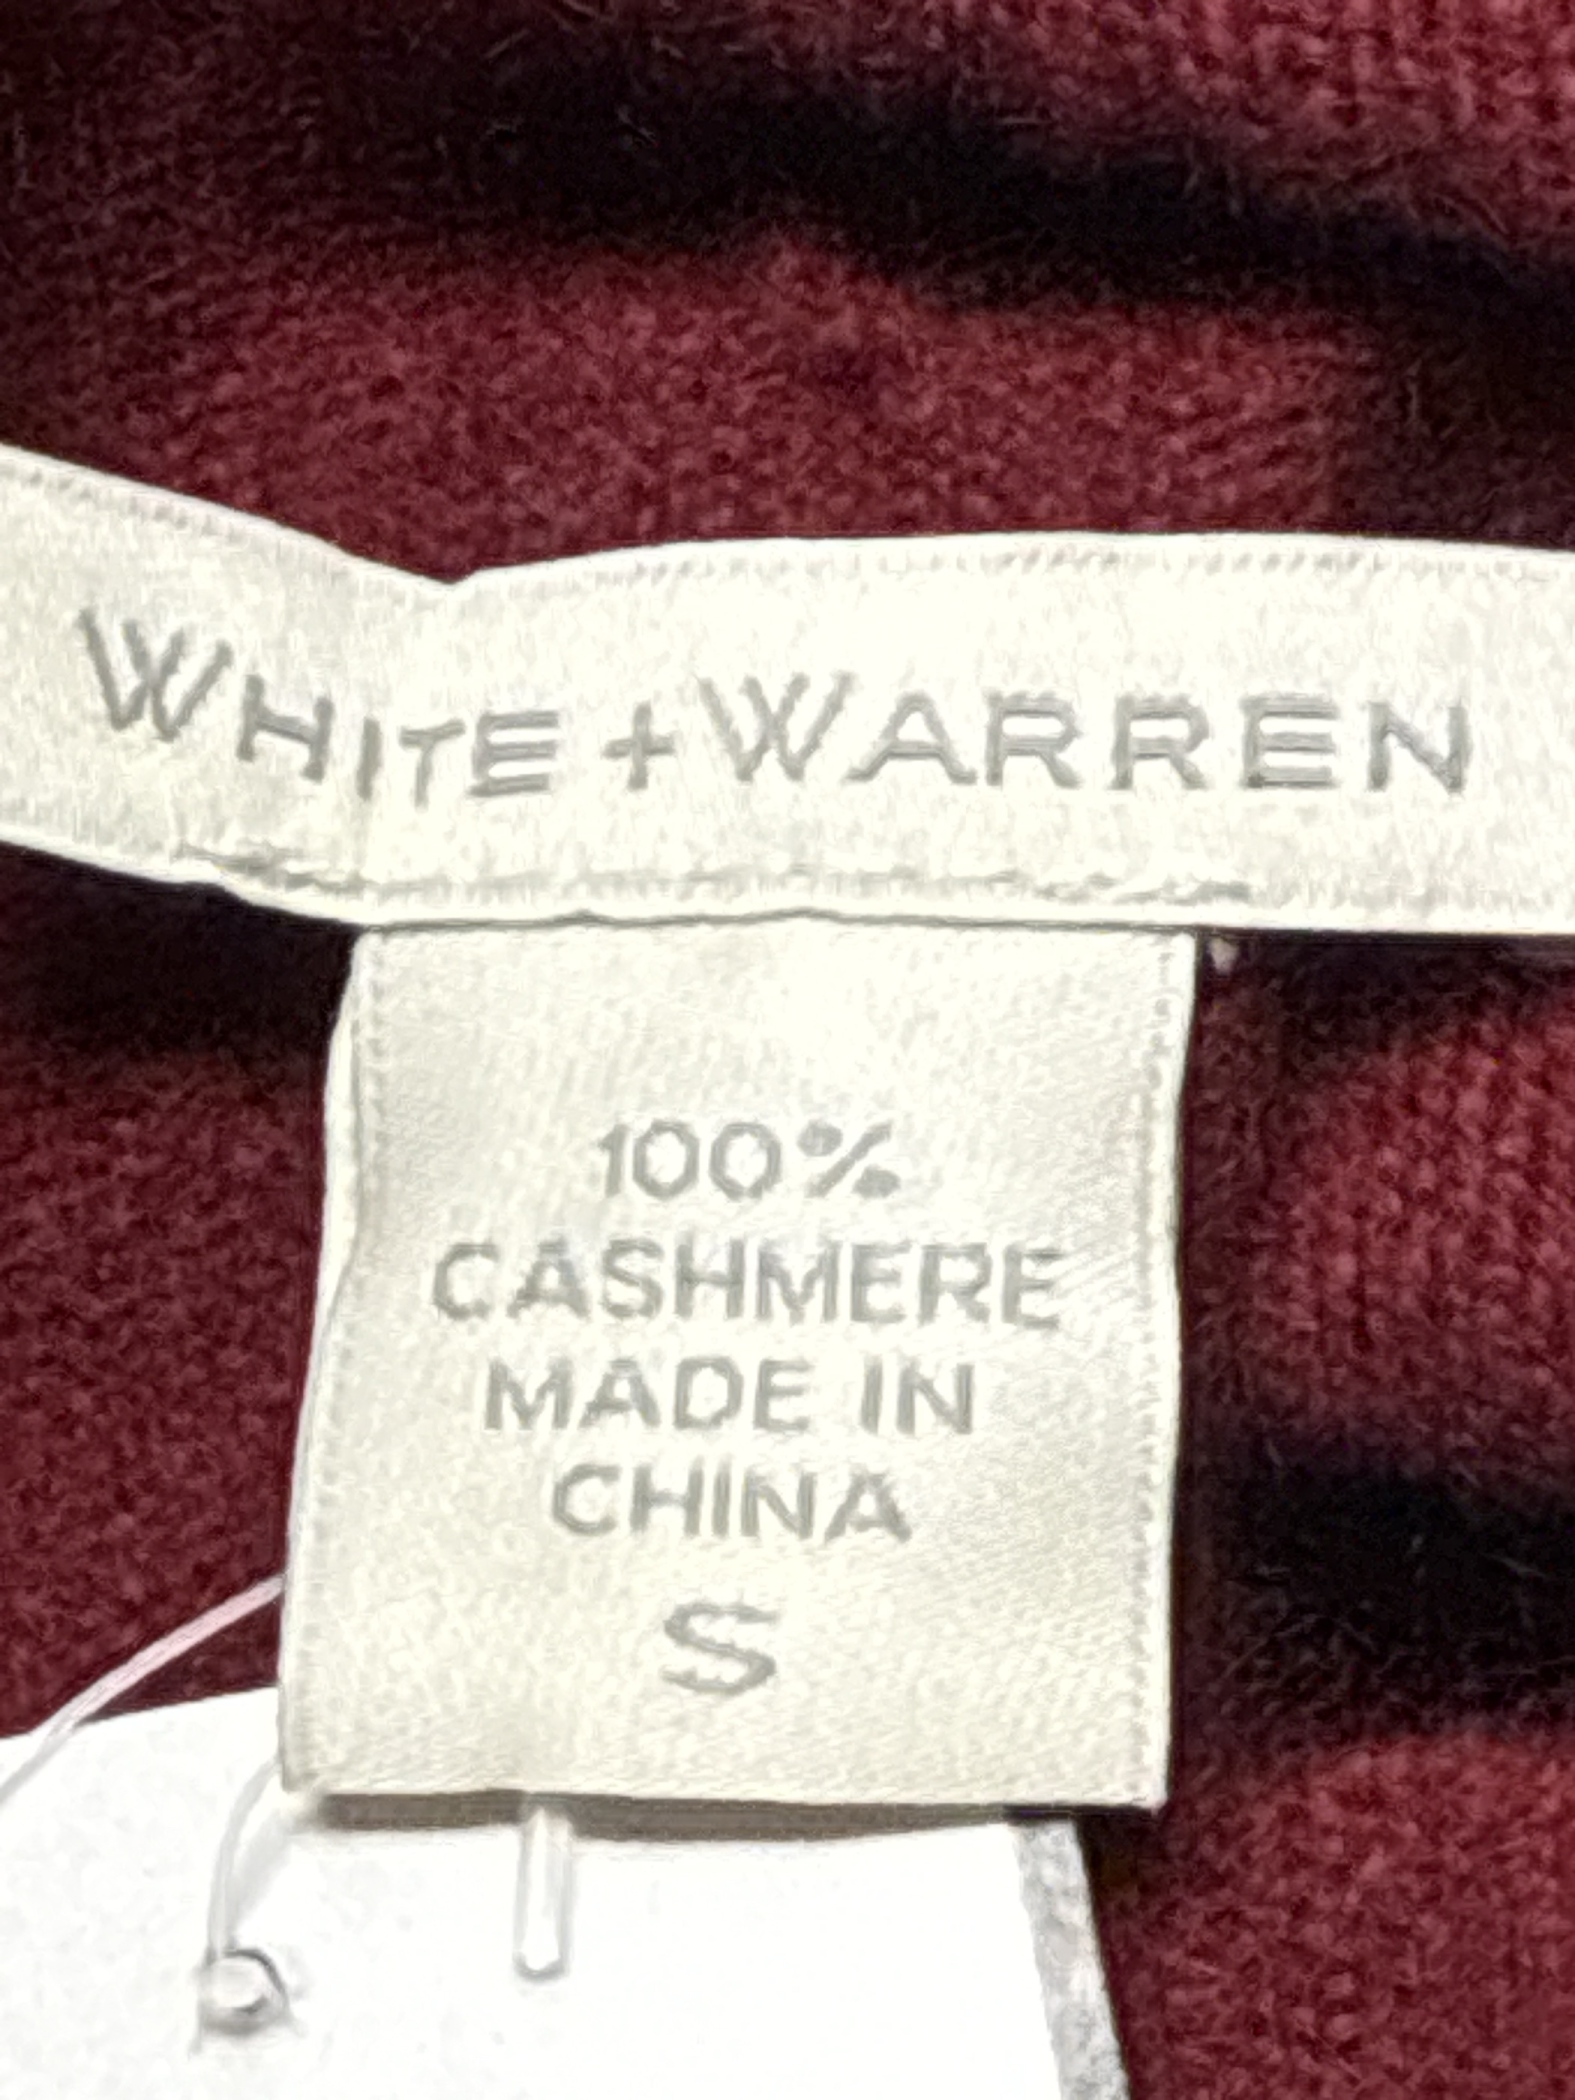 WHITE + WARREN
100%
CASHMERE
MADE IN
CHINA
S